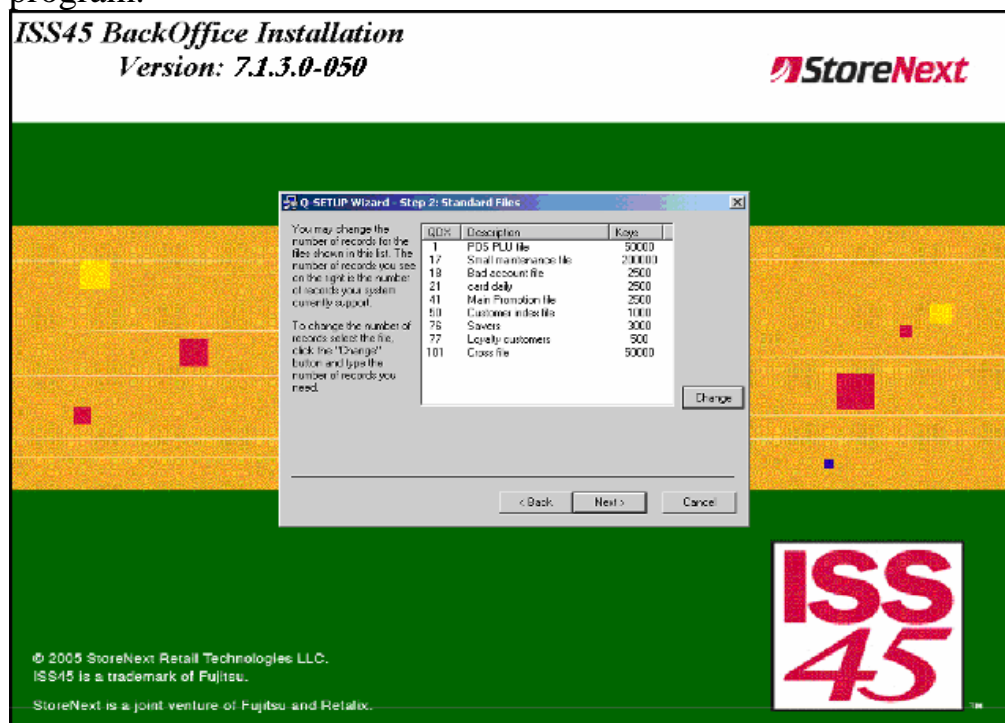 program.
ISS45 BackOffice Installation
Version: 7.1.3.0-050
StoreNext
Q-SETUP Wizard - Step 2: Standard Files
You may change the
number of records for the
files shown in this list. The
number of records you see
on the right is the number
of records your system
currently support.
To change the number of
records select the file,
click the "Change"
button and type the
number of records you
need.
QDX Description Keys
1 POS PLU file 50000
17 Small maintenance file 200000
18 Bad account file 2500
21 card daily 2500
41 Main Promotion file 2500
50 Customer index file 1000
76 Savers 3000
77 Loyalty customers 500
101 Cross file 50000
Change
< Back
Next >
Cancel
ISS
45
© 2005 StoreNext Retail Technologies LLC.
ISS45 is a trademark of Fujitsu.
StoreNext is a joint venture of Fujitsu and Retalix.